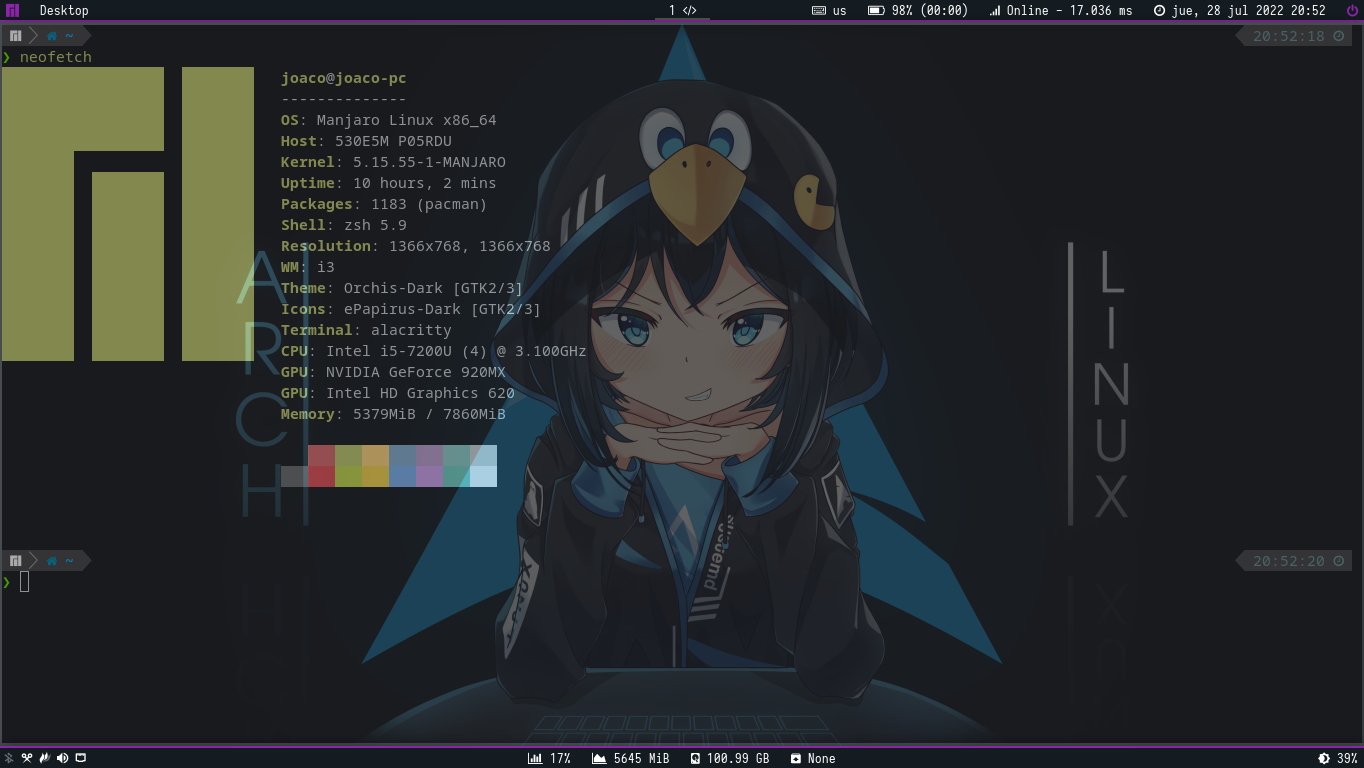 Desktop
1 </>
us
98% (00:00)
Online - 17.036 ms
jue, 28 jul 2022 20:52
~
20:52:18
❯ neofetch
joaco@joaco-pc
--------------
OS: Manjaro Linux x86_64
Host: 530E5M P05RDU
Kernel: 5.15.55-1-MANJARO
Uptime: 10 hours, 2 mins
Packages: 1183 (pacman)
Shell: zsh 5.9
Resolution: 1366x768, 1366x768
WM: i3
Theme: Orchis-Dark [GTK2/3]
Icons: ePapirus-Dark [GTK2/3]
Terminal: alacritty
CPU: Intel i5-7200U (4) @ 3.100GHz
GPU: NVIDIA GeForce 920MX
GPU: Intel HD Graphics 620
Memory: 5379MiB / 7860MiB
ARCH
LINUX
systemd
~
20:52:20
❯
17%
5645 MiB
100.99 GB
None
39%